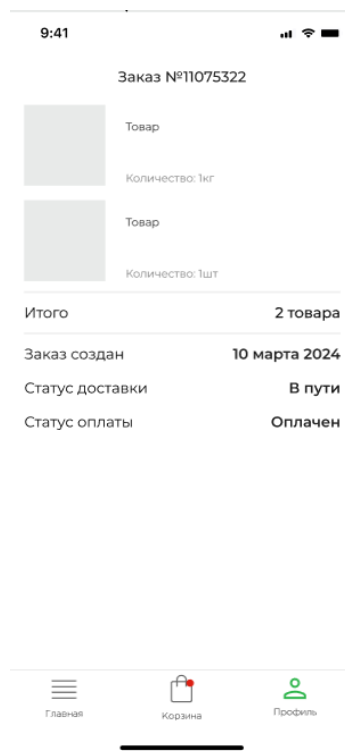 9:41
Заказ №11075322
Товар
Количество: 1кг
Товар
Количество: 1шт
Итого 2 товара
Заказ создан 10 марта 2024
Статус доставки В пути
Статус оплаты Оплачен
Главная Корзина Профиль